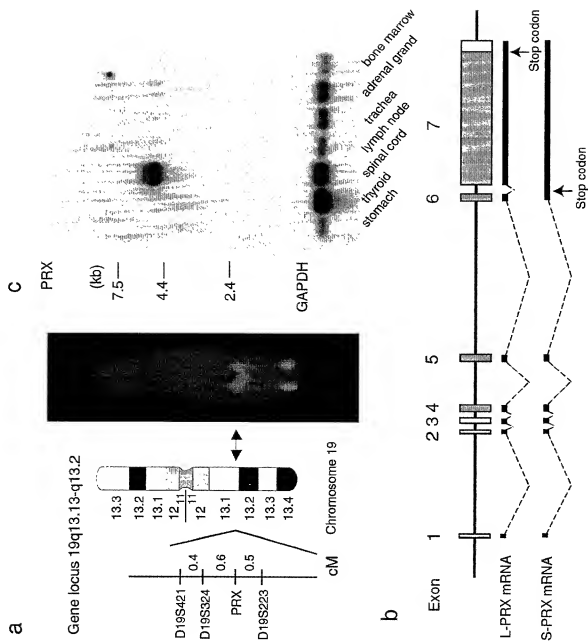 a
Gene locus 19q13.13-q13.2
D19S421
D19S324
PRX
D19S223
0.4
0.6
0.5
cM
13.3
13.2
13.1
12
11
11
12
13.1
13.2
13.3
13.4
Chromosome 19
c
PRX
(kb)
7.5
4.4
2.4
GAPDH
stomach
thyroid
spinal cord
lymph node
trachea
adrenal grand
bone marrow
b
Exon 1 2 3 4 5 6 7
L-PRX mRNA
Stop codon
S-PRX mRNA
Stop codon